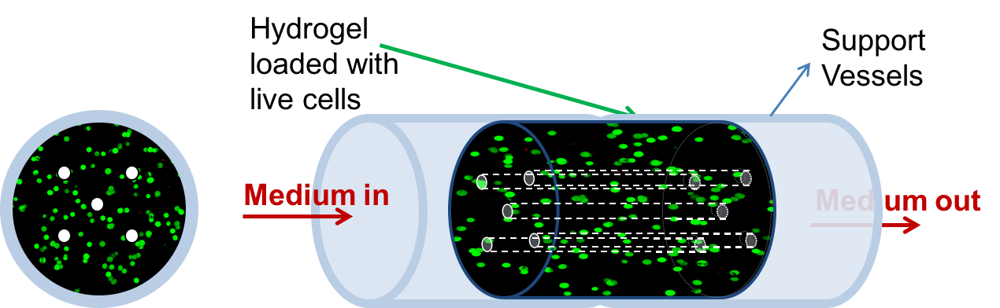 Hydrogel
loaded with
live cells
Support
Vessels
Medium in
Medium out